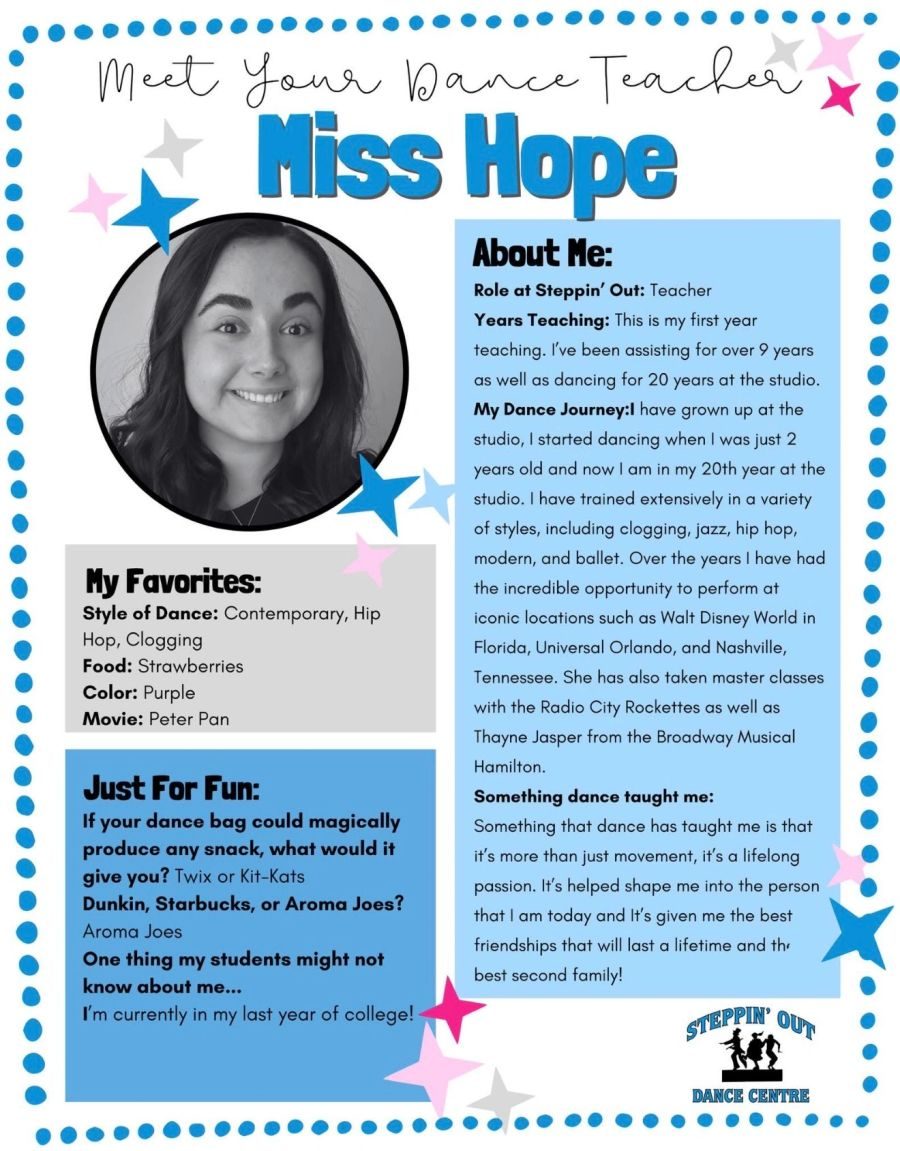 Meet Your Dance Teacher
Miss Hope
About Me:
Role at Steppin' Out: Teacher
Years Teaching: This is my first year
teaching. I've been assisting for over 9 years
as well as dancing for 20 years at the studio.
My Dance Journey:I have grown up at the
studio, I started dancing when I was just 2
years old and now I am in my 20th year at the
studio. I have trained extensively in a variety
of styles, including clogging, jazz, hip hop,
modern, and ballet. Over the years I have had
the incredible opportunity to perform at
iconic locations such as Walt Disney World in
Florida, Universal Orlando, and Nashville,
Tennessee. She has also taken master classes
with the Radio City Rockettes as well as
Thayne Jasper from the Broadway Musical
Hamilton.
Something dance taught me:
Something that dance has taught me is that
it's more than just movement, it's a lifelong
passion. It's helped shape me into the person
that I am today and It's given me the best
friendships that will last a lifetime and the
best second family!
My Favorites:
Style of Dance: Contemporary, Hip
Hop, Clogging
Food: Strawberries
Color: Purple
Movie: Peter Pan
Just For Fun:
If your dance bag could magically
produce any snack, what would it
give you? Twix or Kit-Kats
Dunkin, Starbucks, or Aroma Joes?
Aroma Joes
One thing my students might not
know about me...
I'm currently in my last year of college!
STEPPIN' OUT
DANCE CENTRE